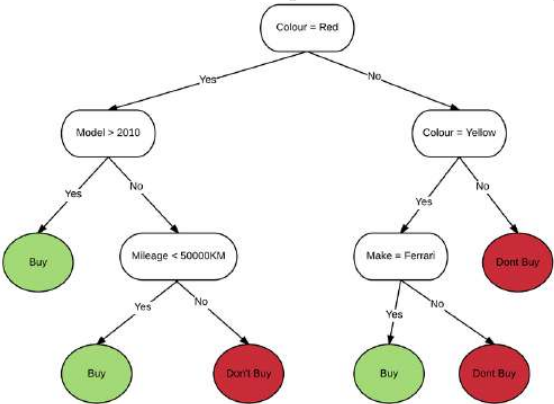 Colour = Red
Yes
No
Model > 2010
Colour = Yellow
Yes
No
Yes
No
Buy
Mileage < 50000KM
Make = Ferrari
Dont Buy
Yes
No
Yes
No
Buy
Don't Buy
Buy
Dont Buy